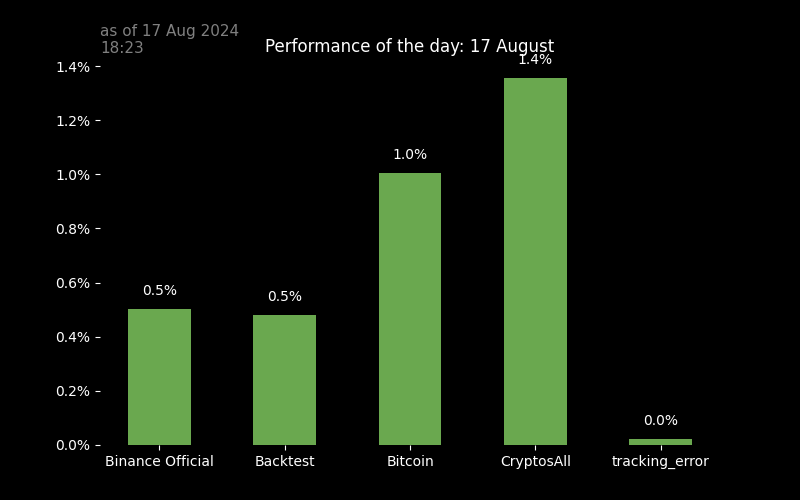 as of 17 Aug 2024
18:23
Performance of the day: 17 August
1.4%
1.2%
1.0%
0.8%
0.6%
0.4%
0.2%
0.0%
0.5%
0.5%
1.0%
1.4%
0.0%
Binance Official
Backtest
Bitcoin
CryptosAll
tracking_error